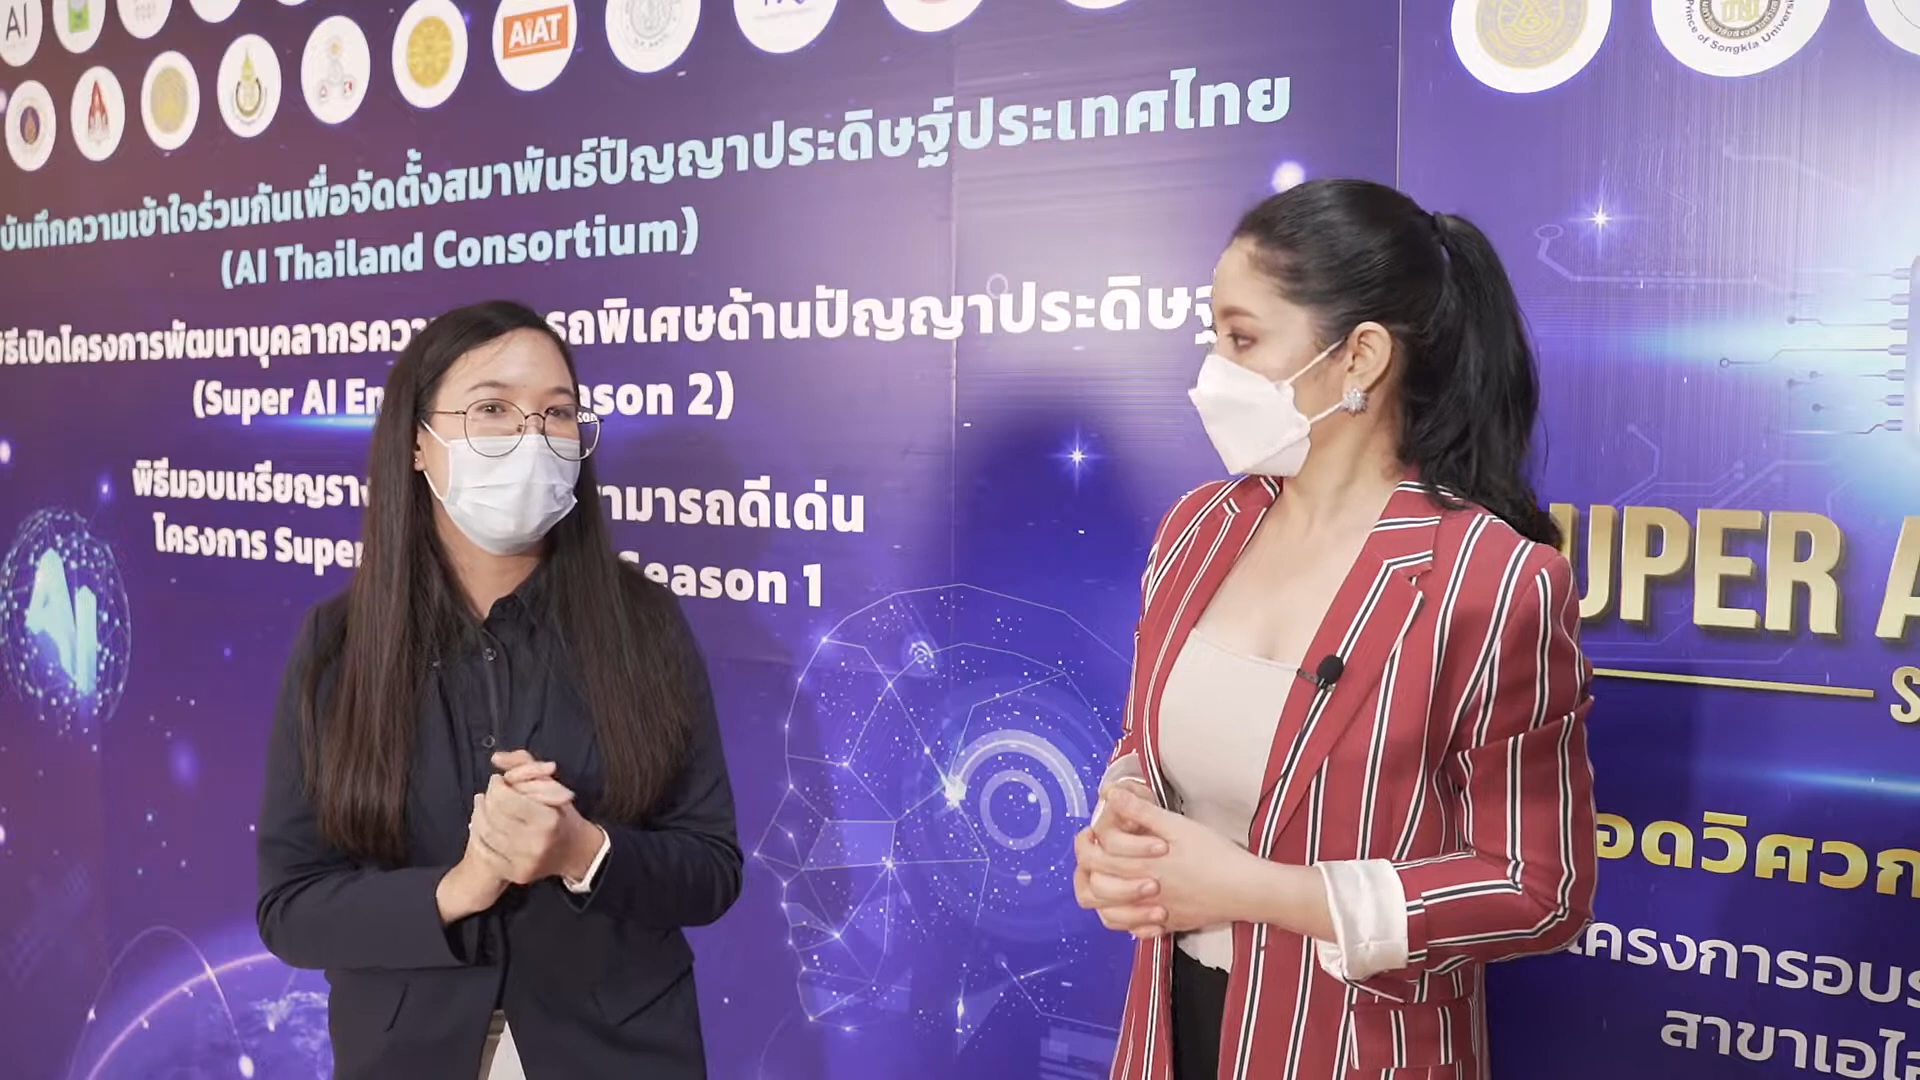 AI
AiAT
Prince of Songkla University
บันทึกความเข้าใจร่วมกันเพื่อจัดตั้งสมาพันธ์ปัญญาประดิษฐ์ประเทศไทย
(AI Thailand Consortium)
พิธีเปิดโครงการพัฒนาบุคลากรควา รถพิเศษด้านปัญญาประดิษฐ
(Super AI En ason 2)
พิธีมอบเหรียญราง ามารถดีเด่น
โครงการ Super Season 1
AI
SUPER A
S
อดวิศวก
โครงการอบร
สาขาเอไอ